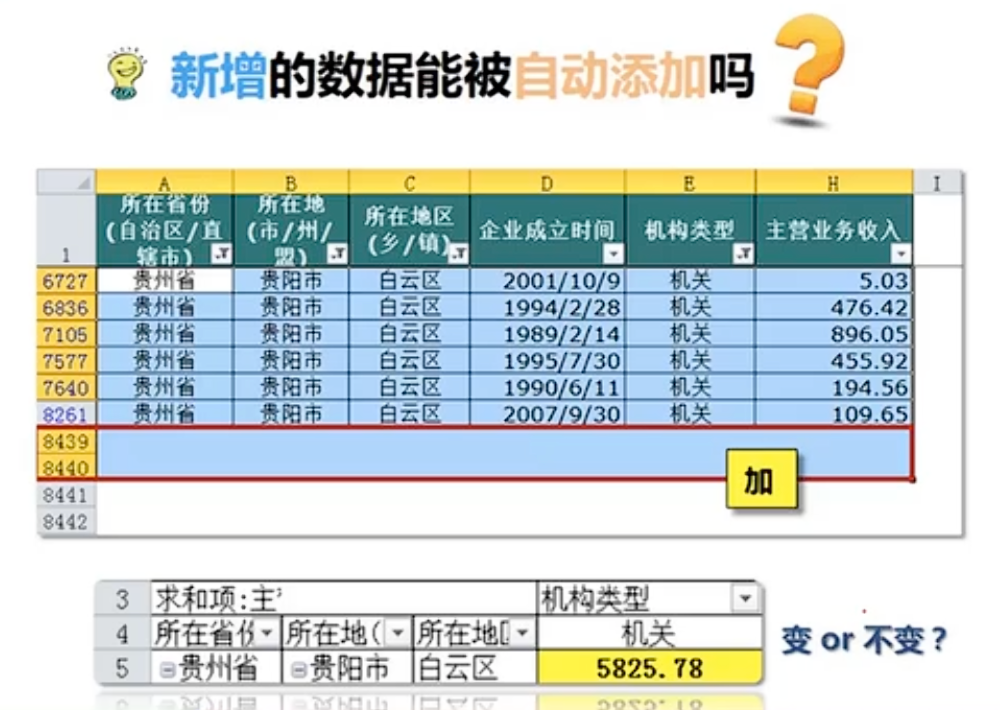 新增的数据能被自动添加吗?
A B C D E H I
1 所在省份(自治区/直辖市) 所在地(市/州/盟) 所在地区(乡/镇) 企业成立时间 机构类型 主营业务收入
6727 贵州省 贵阳市 白云区 2001/10/9 机关 5.03
6836 贵州省 贵阳市 白云区 1994/2/28 机关 476.42
7105 贵州省 贵阳市 白云区 1989/2/14 机关 896.05
7577 贵州省 贵阳市 白云区 1995/7/30 机关 455.92
7640 贵州省 贵阳市 白云区 1990/6/11 机关 194.56
8261 贵州省 贵阳市 白云区 2007/9/30 机关 109.65
8439
8440
加
8441
8442
3 求和项:主 机构类型
4 所在省份 所在地( 所在地 机关
5 贵州省 贵阳市 白云区 5825.78
变 or 不变？